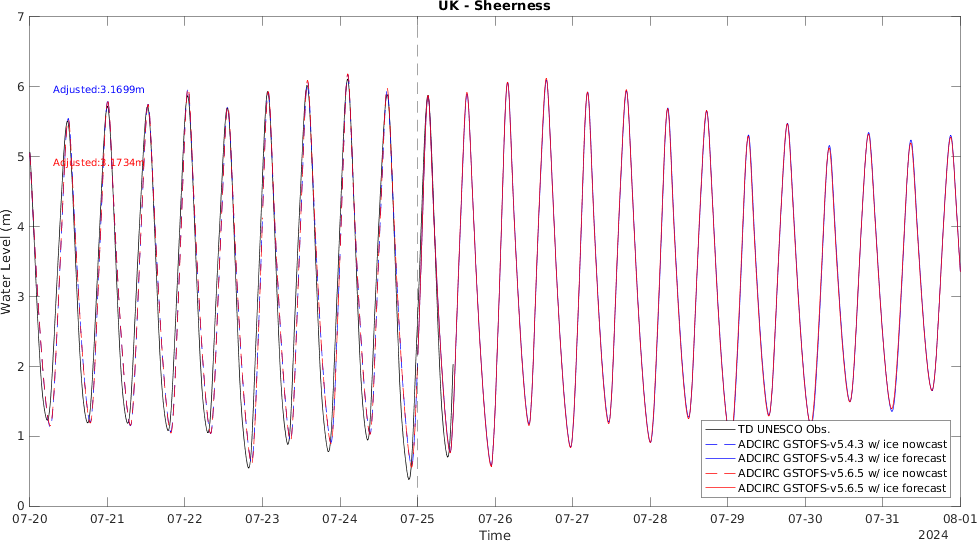 UK - Sheerness
7
6
5
4
3
2
1
0
Water Level (m)
Adjusted:3.1699m
Adjusted:3.1734m
TD UNESCO Obs.
ADCIRC GSTOFS-v5.4.3 w/ ice nowcast
ADCIRC GSTOFS-v5.4.3 w/ ice forecast
ADCIRC GSTOFS-v5.6.5 w/ ice nowcast
ADCIRC GSTOFS-v5.6.5 w/ ice forecast
07-20 07-21 07-22 07-23 07-24 07-25 07-26 07-27 07-28 07-29 07-30 07-31 08-01
Time
2024